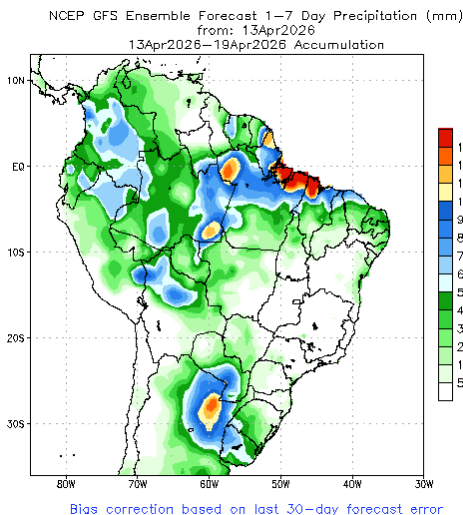 NCEP GFS Ensemble Forecast 1–7 Day Precipitation (mm)
from: 13Apr2026
13Apr2026–19Apr2026 Accumulation
10N
EQ
10S
20S
30S
80W 70W 60W 50W 40W 30W
1
1
1
1
9
8
7
6
5
4
3
2
1
5
Bias correction based on last 30–day forecast error